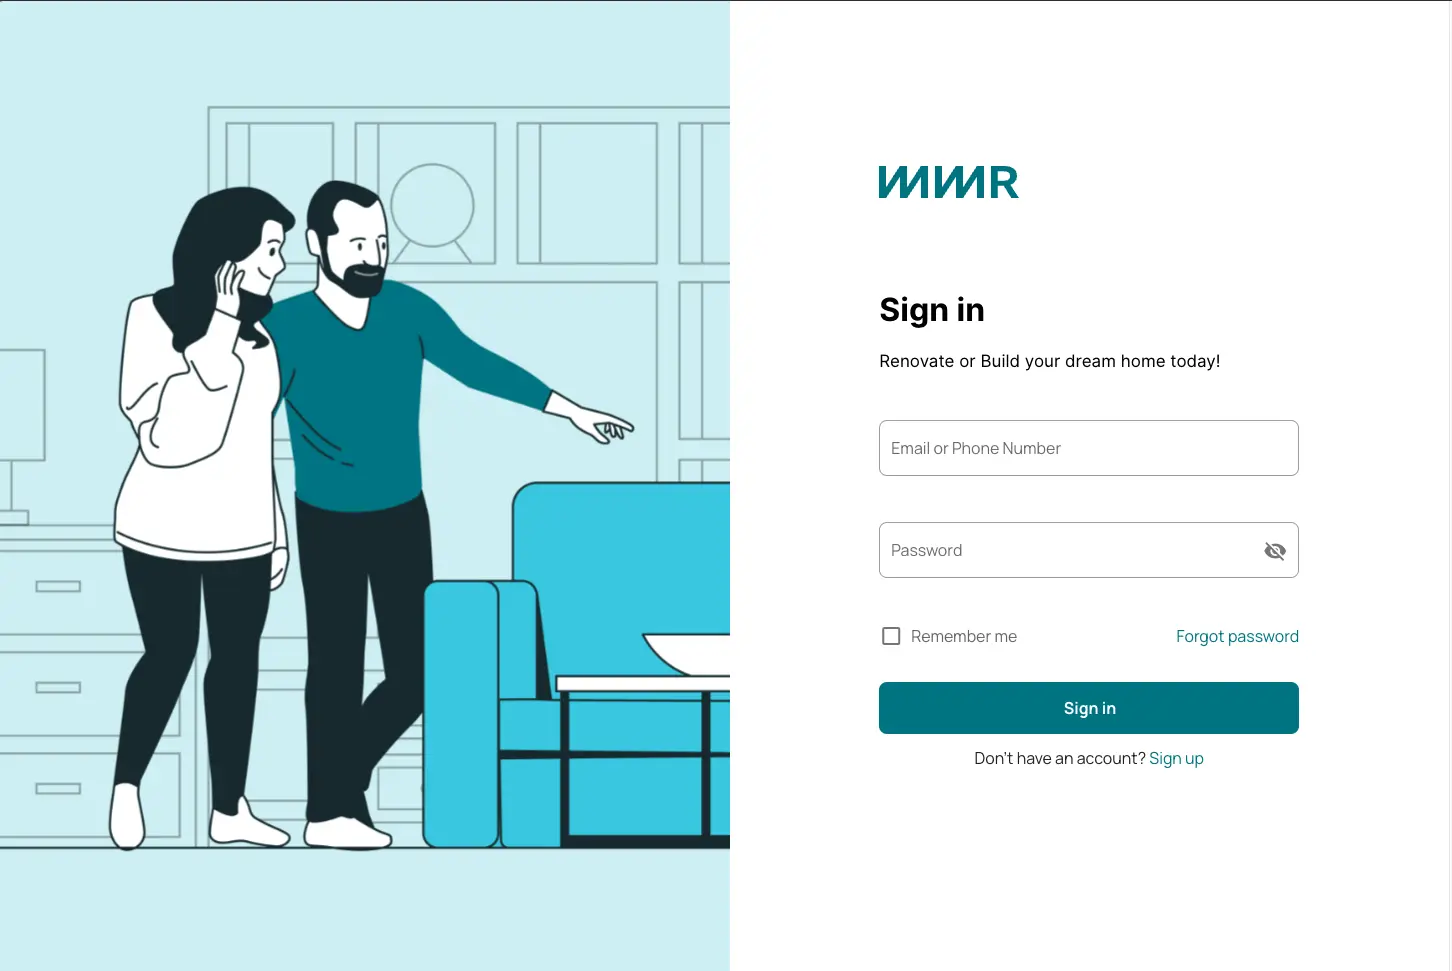 WWR
Sign in
Renovate or Build your dream home today!
Email or Phone Number
Password
Remember me
Forgot password
Sign in
Don't have an account? Sign up